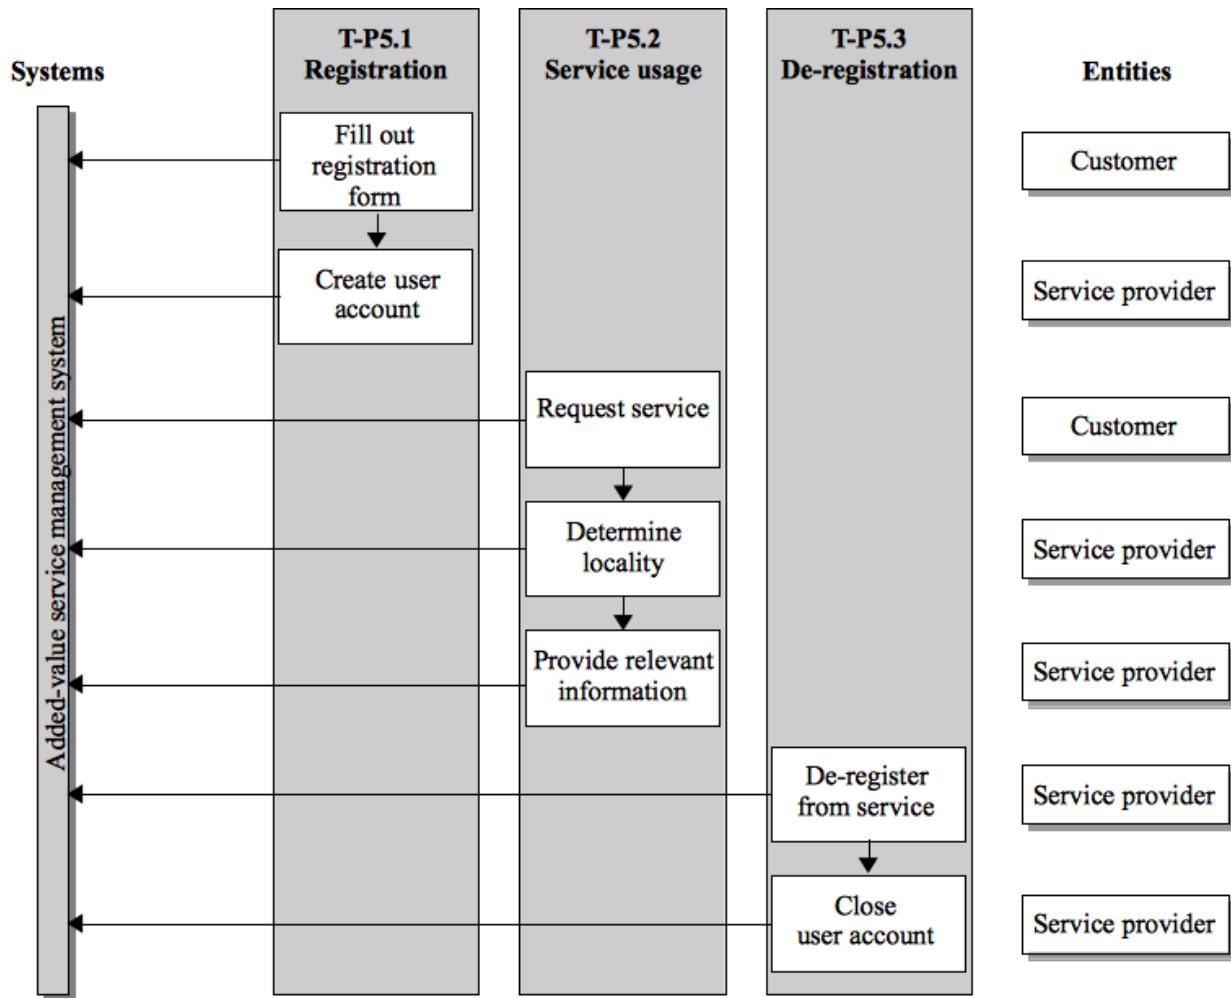 Systems
T-P5.1
Registration
T-P5.2
Service usage
T-P5.3
De-registration
Entities
Fill out
registration
form
Customer
Create user
account
Service provider
Request service
Customer
Determine
locality
Service provider
Provide relevant
information
Service provider
De-register
from service
Service provider
Close
user account
Service provider
Added-value service management system